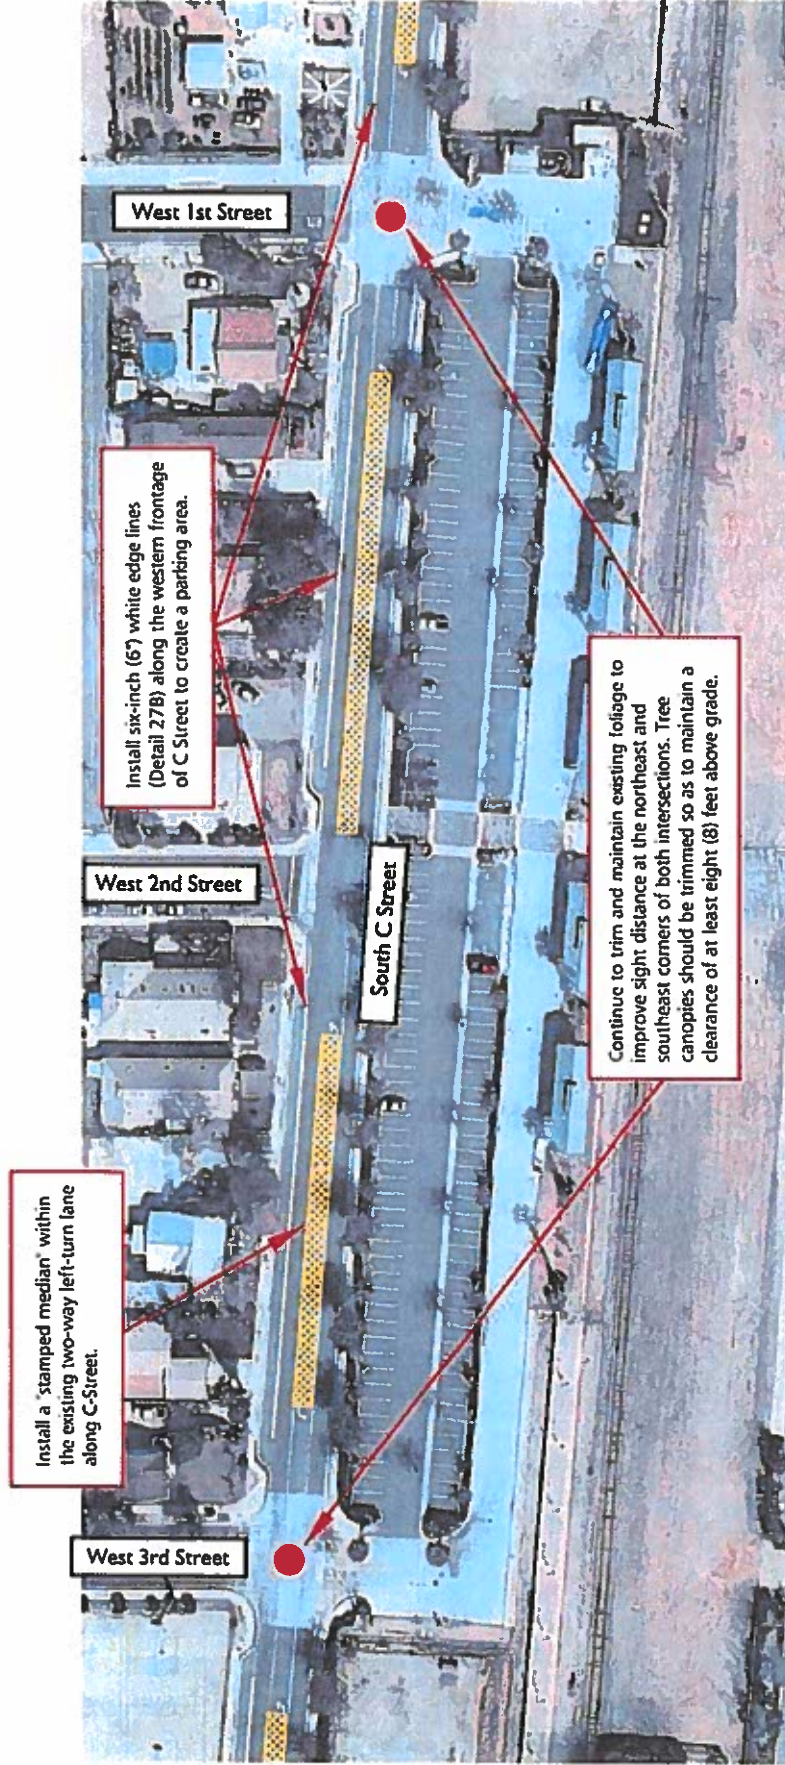 Install a "stamped median" within
the existing two-way left-turn lane
along C-Street.
Install six-inch (6") white edge lines
(Detail 27B) along the western frontage
of C Street to create a parking area.
West 3rd Street
West 2nd Street
West 1st Street
South C Street
Continue to trim and maintain existing foliage to
improve sight distance at the northeast and
southeast corners of both intersections. Tree
canopies should be trimmed so as to maintain a
clearance of at least eight (8) feet above grade.